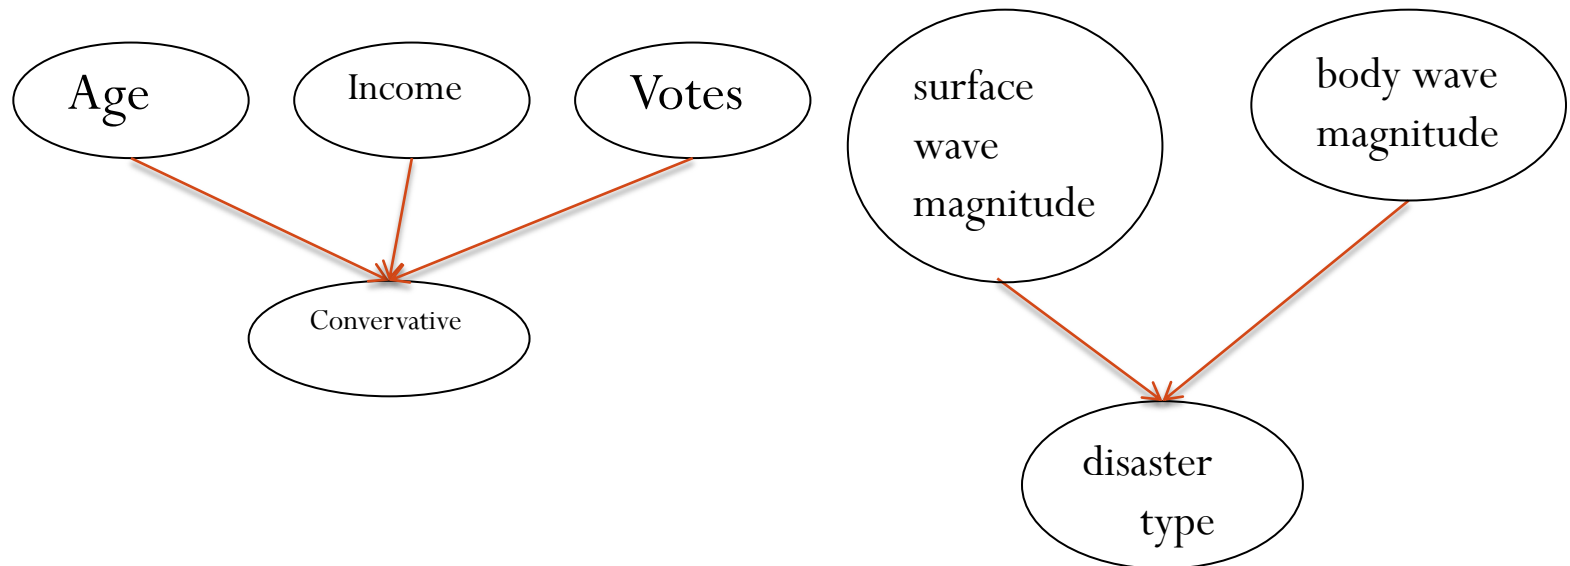 Age
Income
Votes
Convervative
surface
wave
magnitude
body wave
magnitude
disaster
type